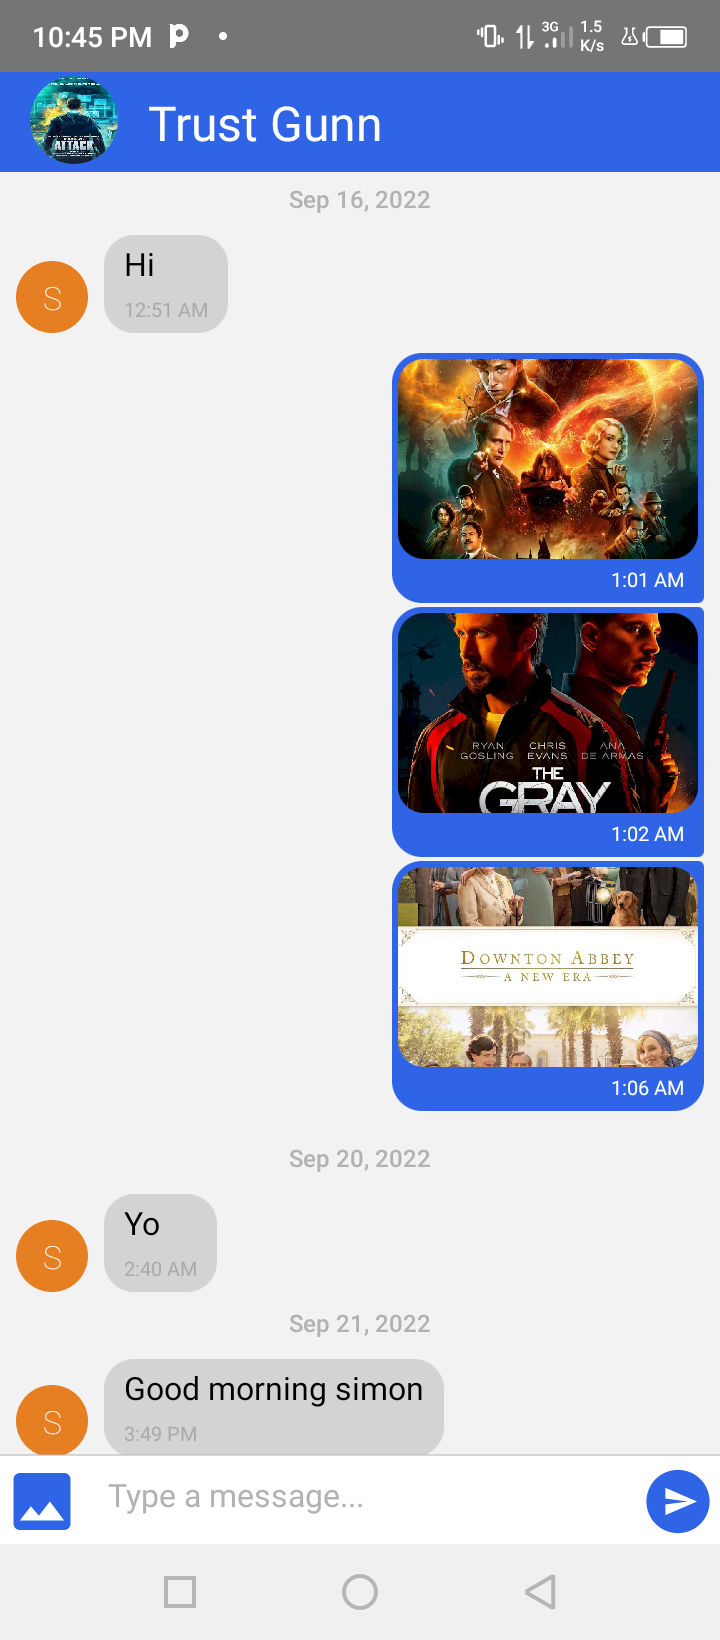 10:45 PM
3G
1.5
K/s
ATTACK
Trust Gunn
Sep 16, 2022
S
Hi
12:51 AM
1:01 AM
RYAN CHRIS ANA
GOSLING EVANS DE ARMAS
THE
GRAY
1:02 AM
DOWNTON ABBEY
A NEW ERA
1:06 AM
Sep 20, 2022
S
Yo
2:40 AM
Sep 21, 2022
S
Good morning simon
3:49 PM
Type a message...